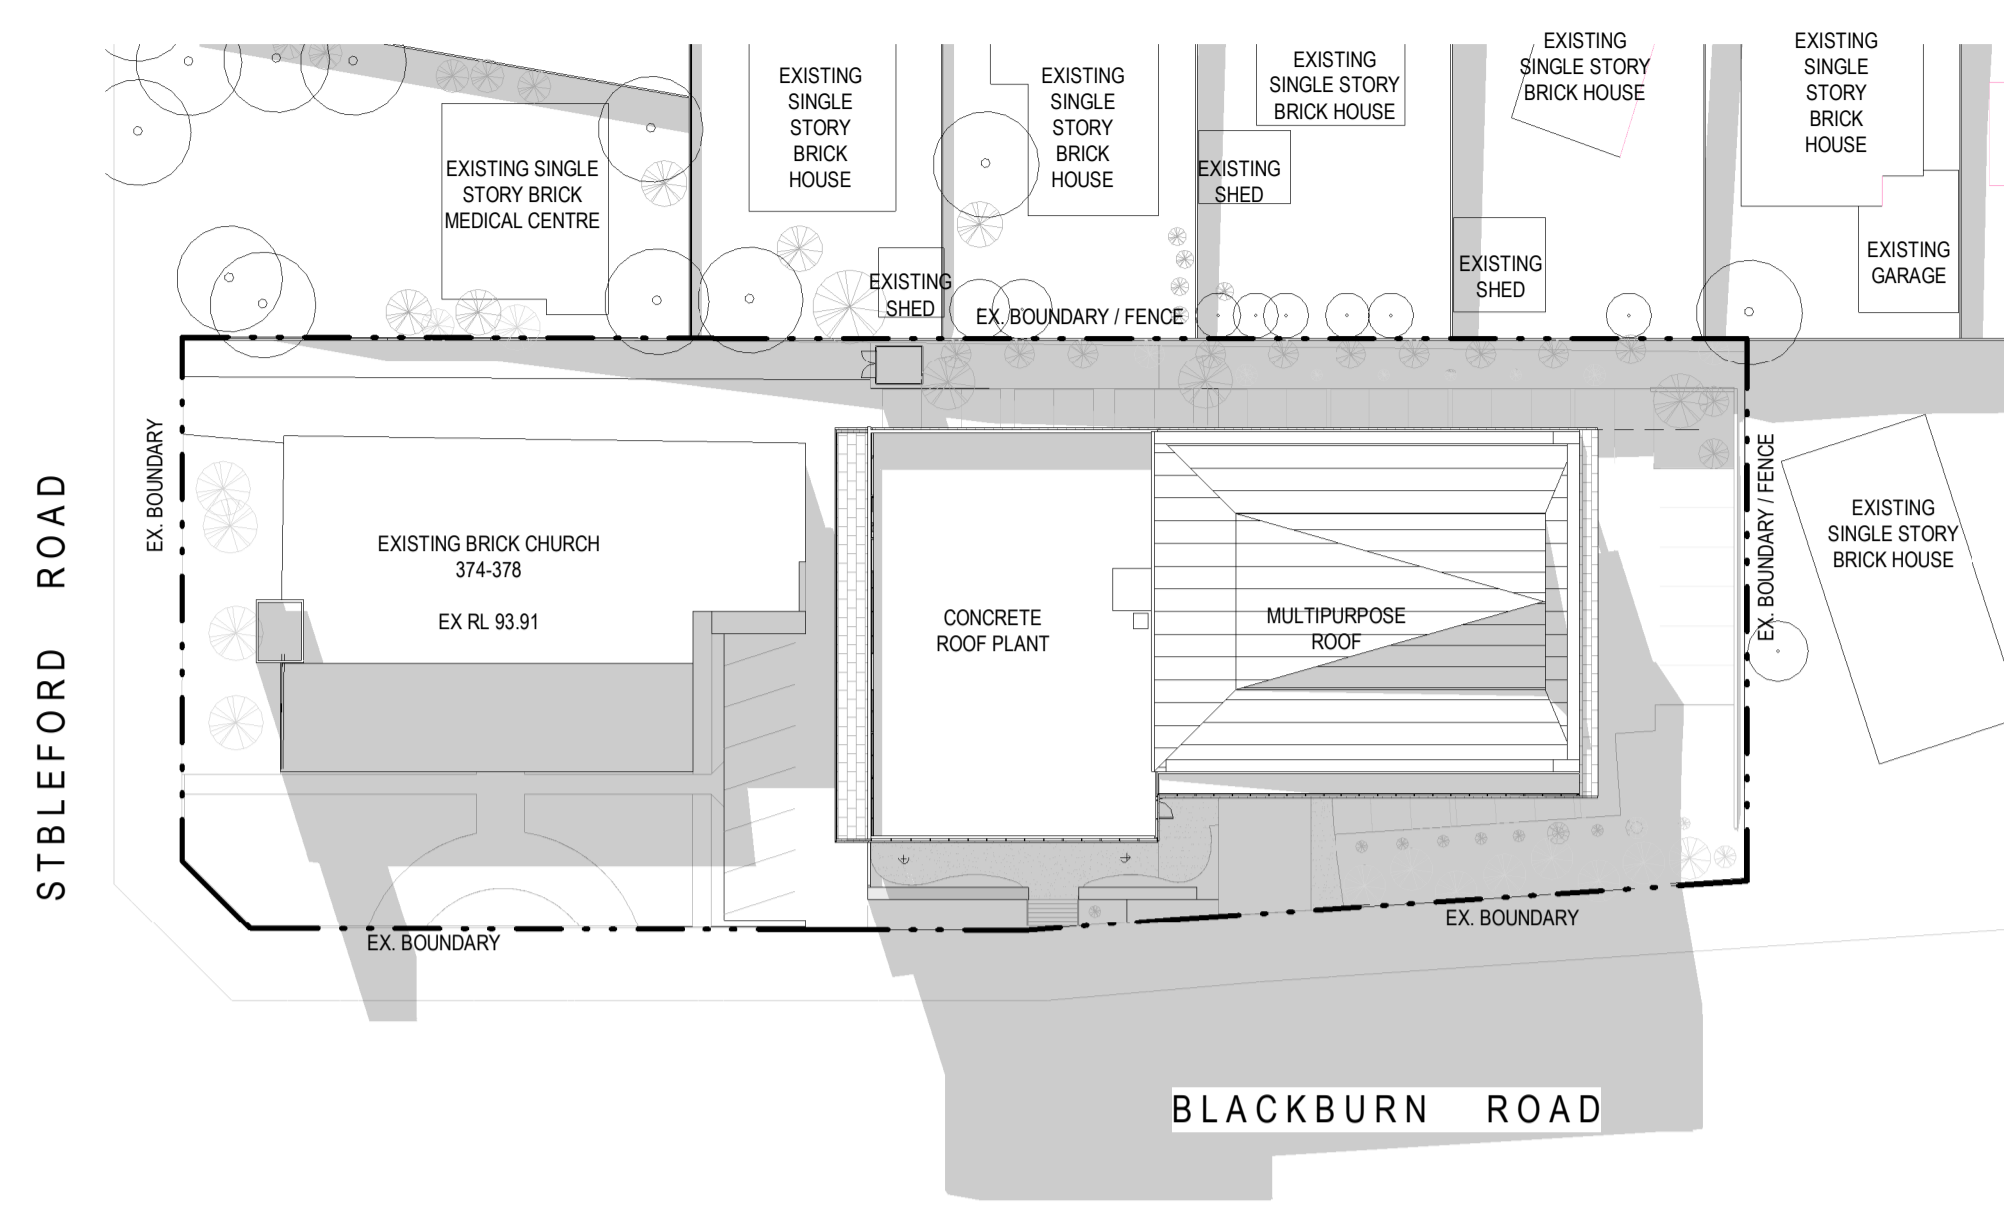 EXISTING
SINGLE
STORY
BRICK
HOUSE
EXISTING
SINGLE
STORY
BRICK
HOUSE
EXISTING
SINGLE STORY
BRICK HOUSE
EXISTING
SINGLE STORY
BRICK HOUSE
EXISTING
SINGLE
STORY
BRICK
HOUSE
EXISTING SINGLE
STORY BRICK
MEDICAL CENTRE
EXISTING
SHED
EXISTING
SHED
EXISTING
SHED
EXISTING
GARAGE
EX. BOUNDARY / FENCE
STBLEFORD ROAD
EX. BOUNDARY
EXISTING BRICK CHURCH
374-378
EX RL 93.91
CONCRETE
ROOF PLANT
MULTIPURPOSE
ROOF
EX. BOUNDARY / FENCE
EXISTING
SINGLE STORY
BRICK HOUSE
EX. BOUNDARY
EX. BOUNDARY
BLACKBURN ROAD